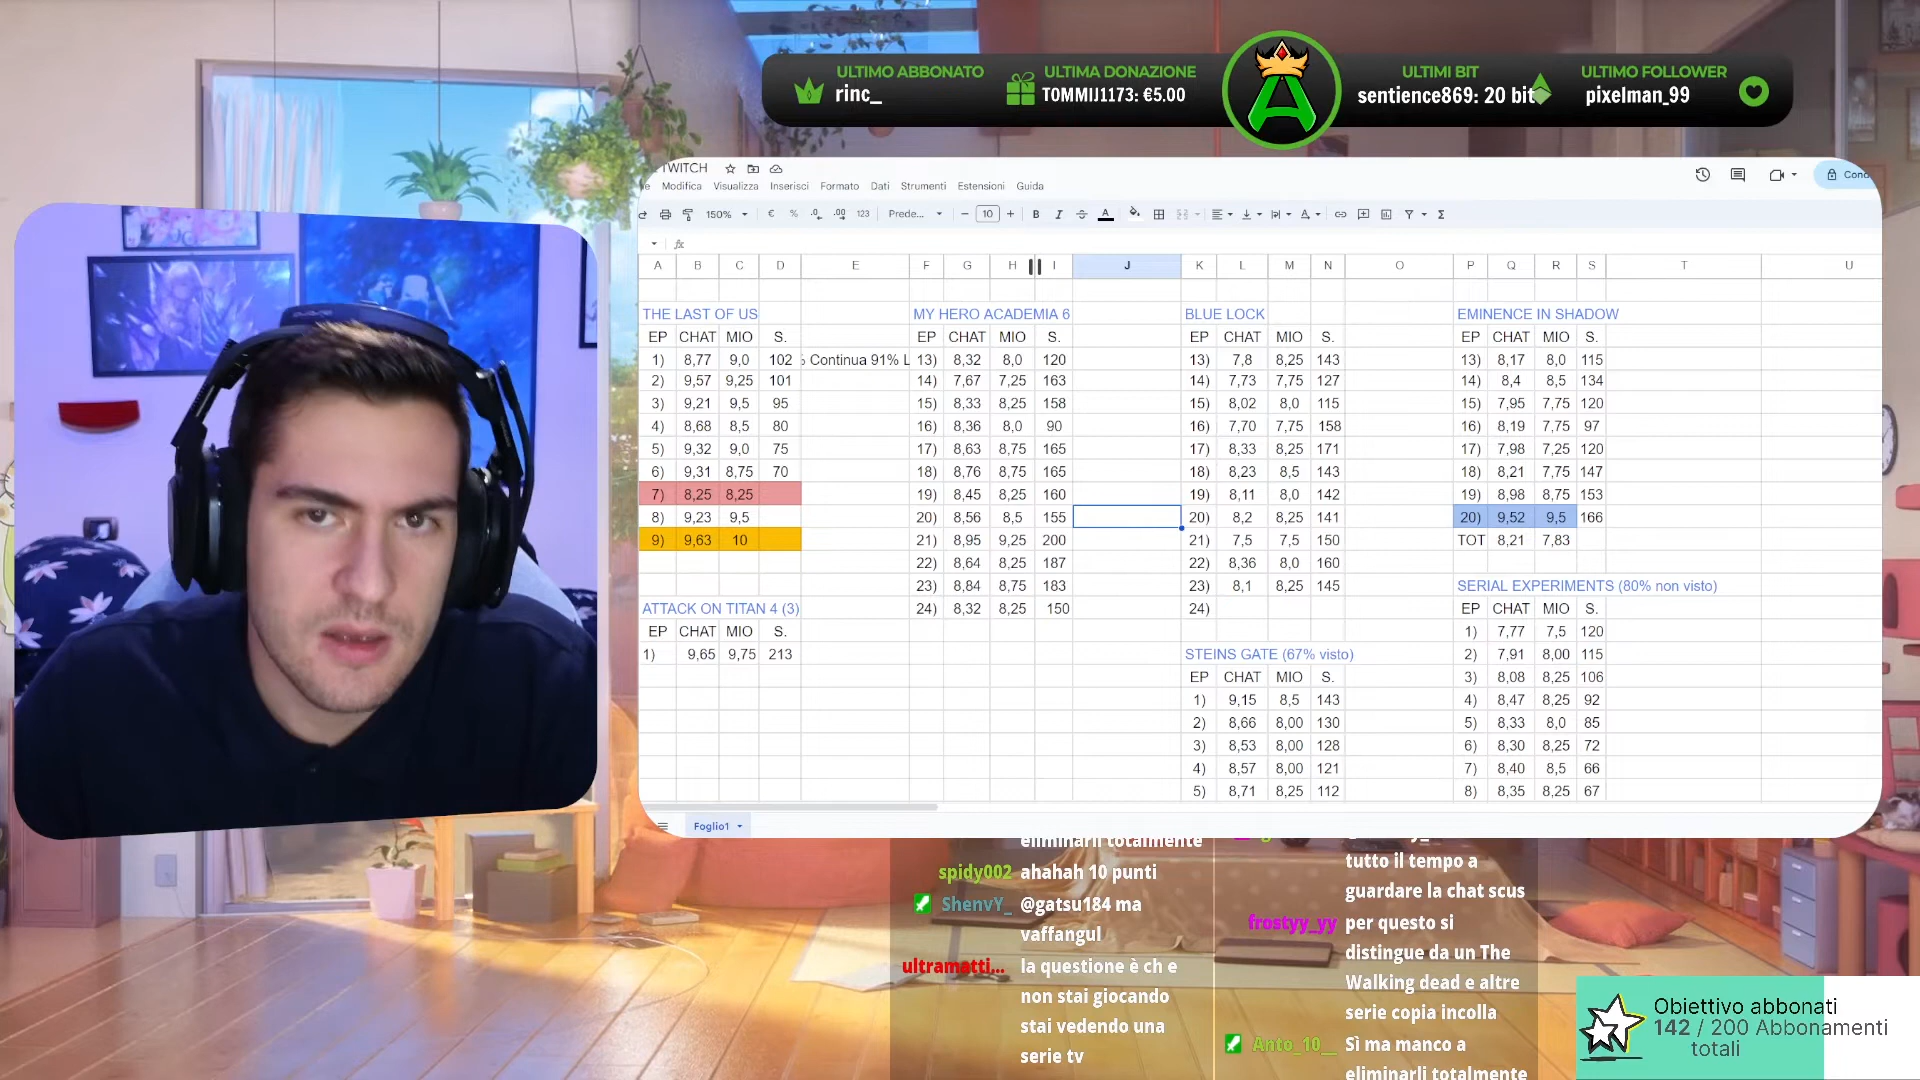 ULTIMO ABBONATO
rinc_
ULTIMA DONAZIONE
TOMMIJ1173: €5.00
A
ULTIMI BIT
sentience869: 20 bit
ULTIMO FOLLOWER
pixelman_99
TWITCH
Modifica Visualizza Inserisci Formato Dati Strumenti Estensioni Guida
150% € % .0 .00 123 Prede... 10 B I A Σ
fx
A B C D E F G H I J K L M N O P Q R S T U
THE LAST OF US MY HERO ACADEMIA 6 BLUE LOCK EMINENCE IN SHADOW
EP CHAT MIO S. EP CHAT MIO S. EP CHAT MIO S. EP CHAT MIO S.
1) 8,77 9,0 102 % Continua 91% L 13) 8,32 8,0 120 13) 7,8 8,25 143 13) 8,17 8,0 115
2) 9,57 9,25 101 14) 7,67 7,25 163 14) 7,73 7,75 127 14) 8,4 8,5 134
3) 9,21 9,5 95 15) 8,33 8,25 158 15) 8,02 8,0 115 15) 7,95 7,75 120
4) 8,68 8,5 80 16) 8,36 8,0 90 16) 7,70 7,75 158 16) 8,19 7,75 97
5) 9,32 9,0 75 17) 8,63 8,75 165 17) 8,33 8,25 171 17) 7,98 7,25 120
6) 9,31 8,75 70 18) 8,76 8,75 165 18) 8,23 8,5 143 18) 8,21 7,75 147
7) 8,25 8,25 19) 8,45 8,25 160 19) 8,11 8,0 142 19) 8,98 8,75 153
8) 9,23 9,5 20) 8,56 8,5 155 20) 8,2 8,25 141 20) 9,52 9,5 166
9) 9,63 10 21) 8,95 9,25 200 21) 7,5 7,5 150 TOT 8,21 7,83
22) 8,64 8,25 187 22) 8,36 8,0 160
23) 8,84 8,75 183 23) 8,1 8,25 145 SERIAL EXPERIMENTS (80% non visto)
ATTACK ON TITAN 4 (3) 24) 8,32 8,25 150 24) EP CHAT MIO S.
EP CHAT MIO S. 1) 7,77 7,5 120
1) 9,65 9,75 213 STEINS GATE (67% visto) 2) 7,91 8,00 115
EP CHAT MIO S. 3) 8,08 8,25 106
1) 9,15 8,5 143 4) 8,47 8,25 92
2) 8,66 8,00 130 5) 8,33 8,0 85
3) 8,53 8,00 128 6) 8,30 8,25 72
4) 8,57 8,00 121 7) 8,40 8,5 66
5) 8,71 8,25 112 8) 8,35 8,25 67
Foglio1
eliminarli totalmente
spidy002 ahahah 10 punti
ShenvY_ @gatsu184 ma
vaffangul
ultramatti... la questione è ch e
non stai giocando
stai vedendo una
serie tv
tutto il tempo a
guardare la chat scus
frostyy_yy per questo si
distingue da un The
Walking dead e altre
serie copia incolla
Anto_10__ Sì ma manco a
eliminarli totalmente
Obiettivo abbonati
142 / 200 Abbonamenti
totali